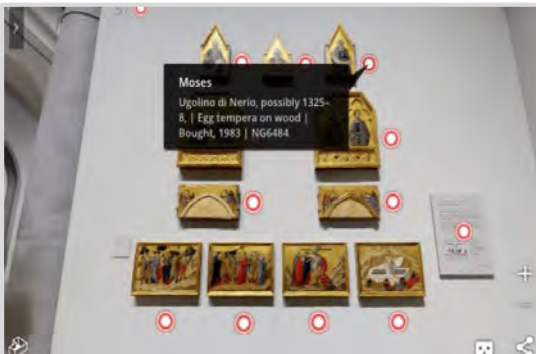 Moses
Ugolino di Nerio, possibly 1325-
8, | Egg tempera on wood |
Bought, 1983 | NG6484